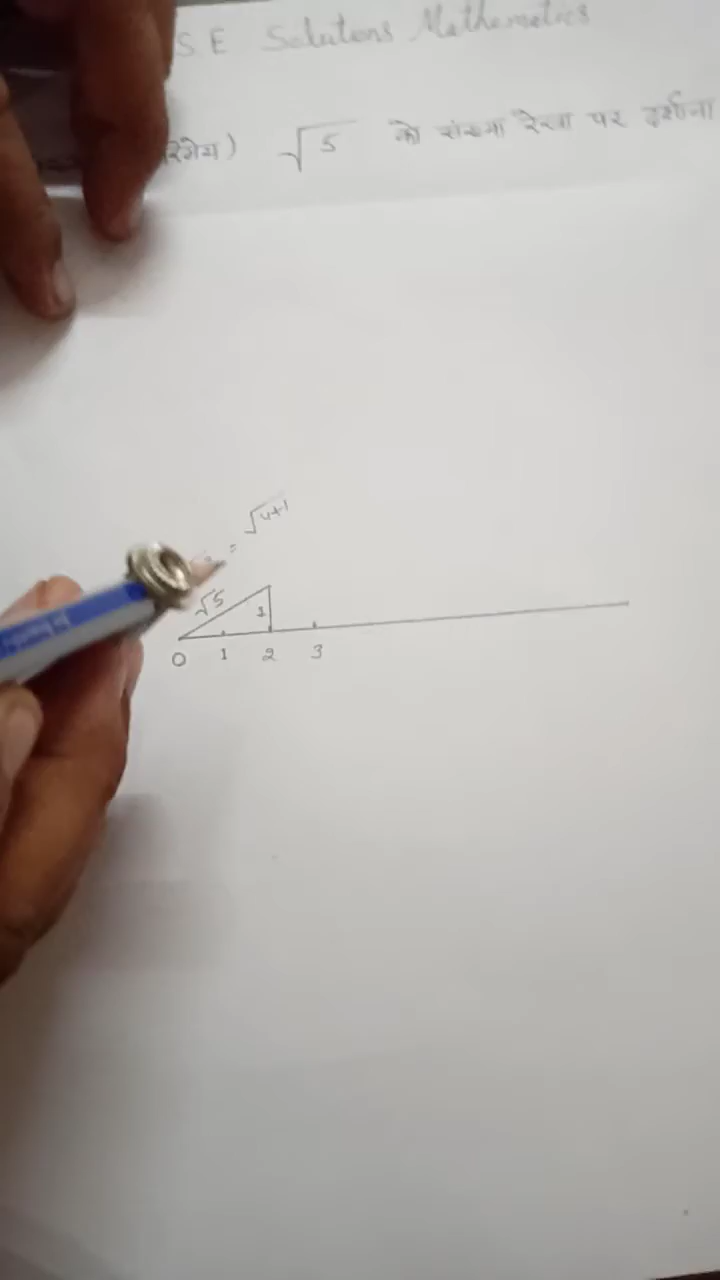 S E Solutions Mathematics
√5 को संख्या रेखा पर दर्शाना
= √4+1
√5
1
0 1 2 3